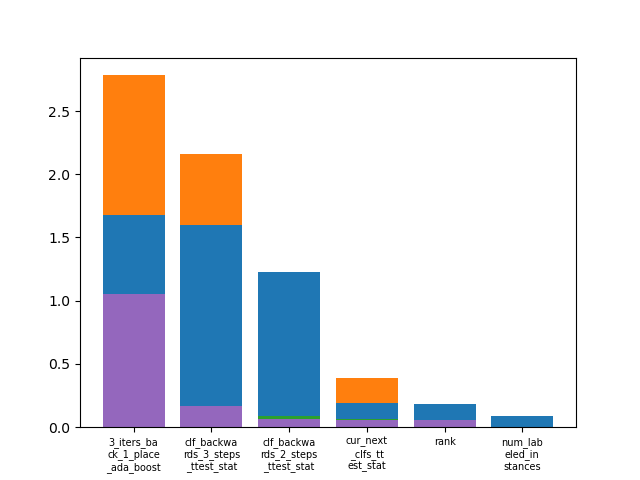 2.5
2.0
1.5
1.0
0.5
0.0
3_iters_ba
ck_1_place
_ada_boost
clf_backwa
rds_3_steps
_ttest_stat
clf_backwa
rds_2_steps
_ttest_stat
cur_next
_clfs_tt
est_stat
rank
num_lab
eled_in
stances